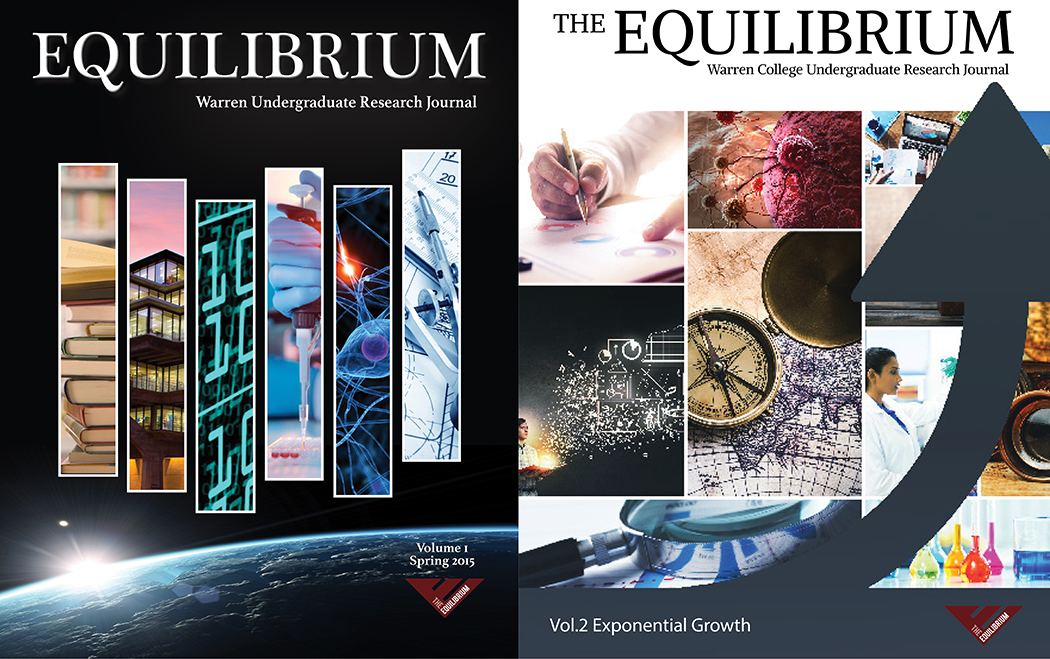 EQUILIBRIUM
Warren Undergraduate Research Journal
Volume 1
Spring 2015
THE
EQUILIBRIUM
THE EQUILIBRIUM
Warren College Undergraduate Research Journal
Vol.2 Exponential Growth
THE
EQUILIBRIUM